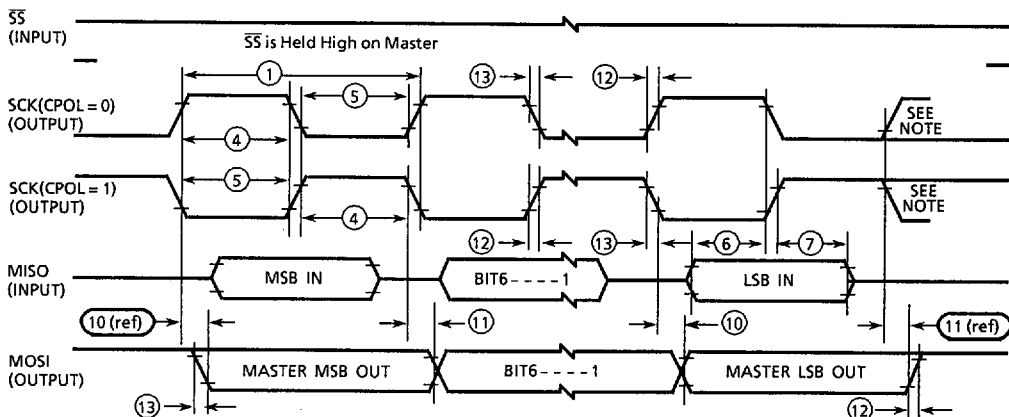 SS
(INPUT)
SS is Held High on Master
1
13
12
SCK(CPOL = 0)
(OUTPUT)
5
4
SEE
NOTE
SCK(CPOL = 1)
(OUTPUT)
5
4
SEE
NOTE
12
13
6
7
MISO
(INPUT)
MSB IN
BIT6 - - - - 1
LSB IN
10 (ref)
11
10
11 (ref)
MOSI
(OUTPUT)
MASTER MSB OUT
BIT6 - - - - 1
MASTER LSB OUT
13
12